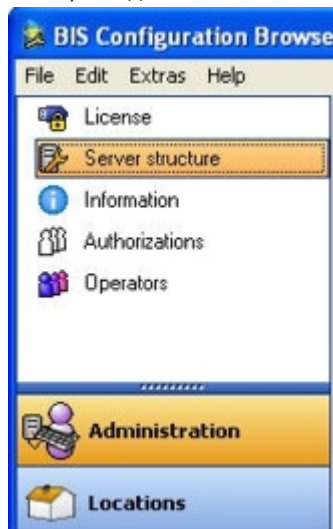 BIS Configuration Browse
File Edit Extras Help
License
Server structure
Information
Authorizations
Operators
Administration
Locations